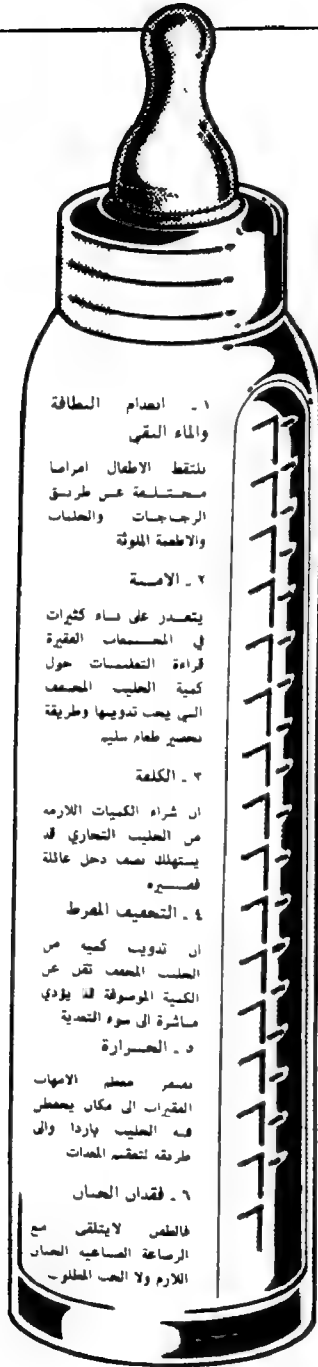 ١ ـ انعدام النظافة
والماء النقي
يلتقط الاطفال امراضا
مختلفة عن طريق
الزجاجات والحلمات
والاطعمة الملوثة
٢ ـ الامية
يتعذر على نساء كثيرات
في المجتمعات الفقيرة
قراءة التعليمات حول
كمية الحليب المجفف
التي يجب تذويبها وطريقة
تحضير طعام سليم
٣ ـ الكلفة
ان شراء الكميات اللازمة
من الحليب التجاري قد
يستهلك نصف دخل عائلة
فقيرة
٤ ـ التخفيف المفرط
ان تذويب كمية من
الحليب المجفف تقل عن
الكمية الموصوفة قد يؤدي
مباشرة الى سوء التغذية
٥ ـ الحرارة
تفتقر معظم الامهات
الفقيرات الى مكان يحفظن
فيه الحليب باردا والى
طريقة لتعقيم المعدات
٦ ـ فقدان الحنان
فالطفل لايتلقى مع
الرضاعة الصناعية الحنان
اللازم ولا الحب المطلوب